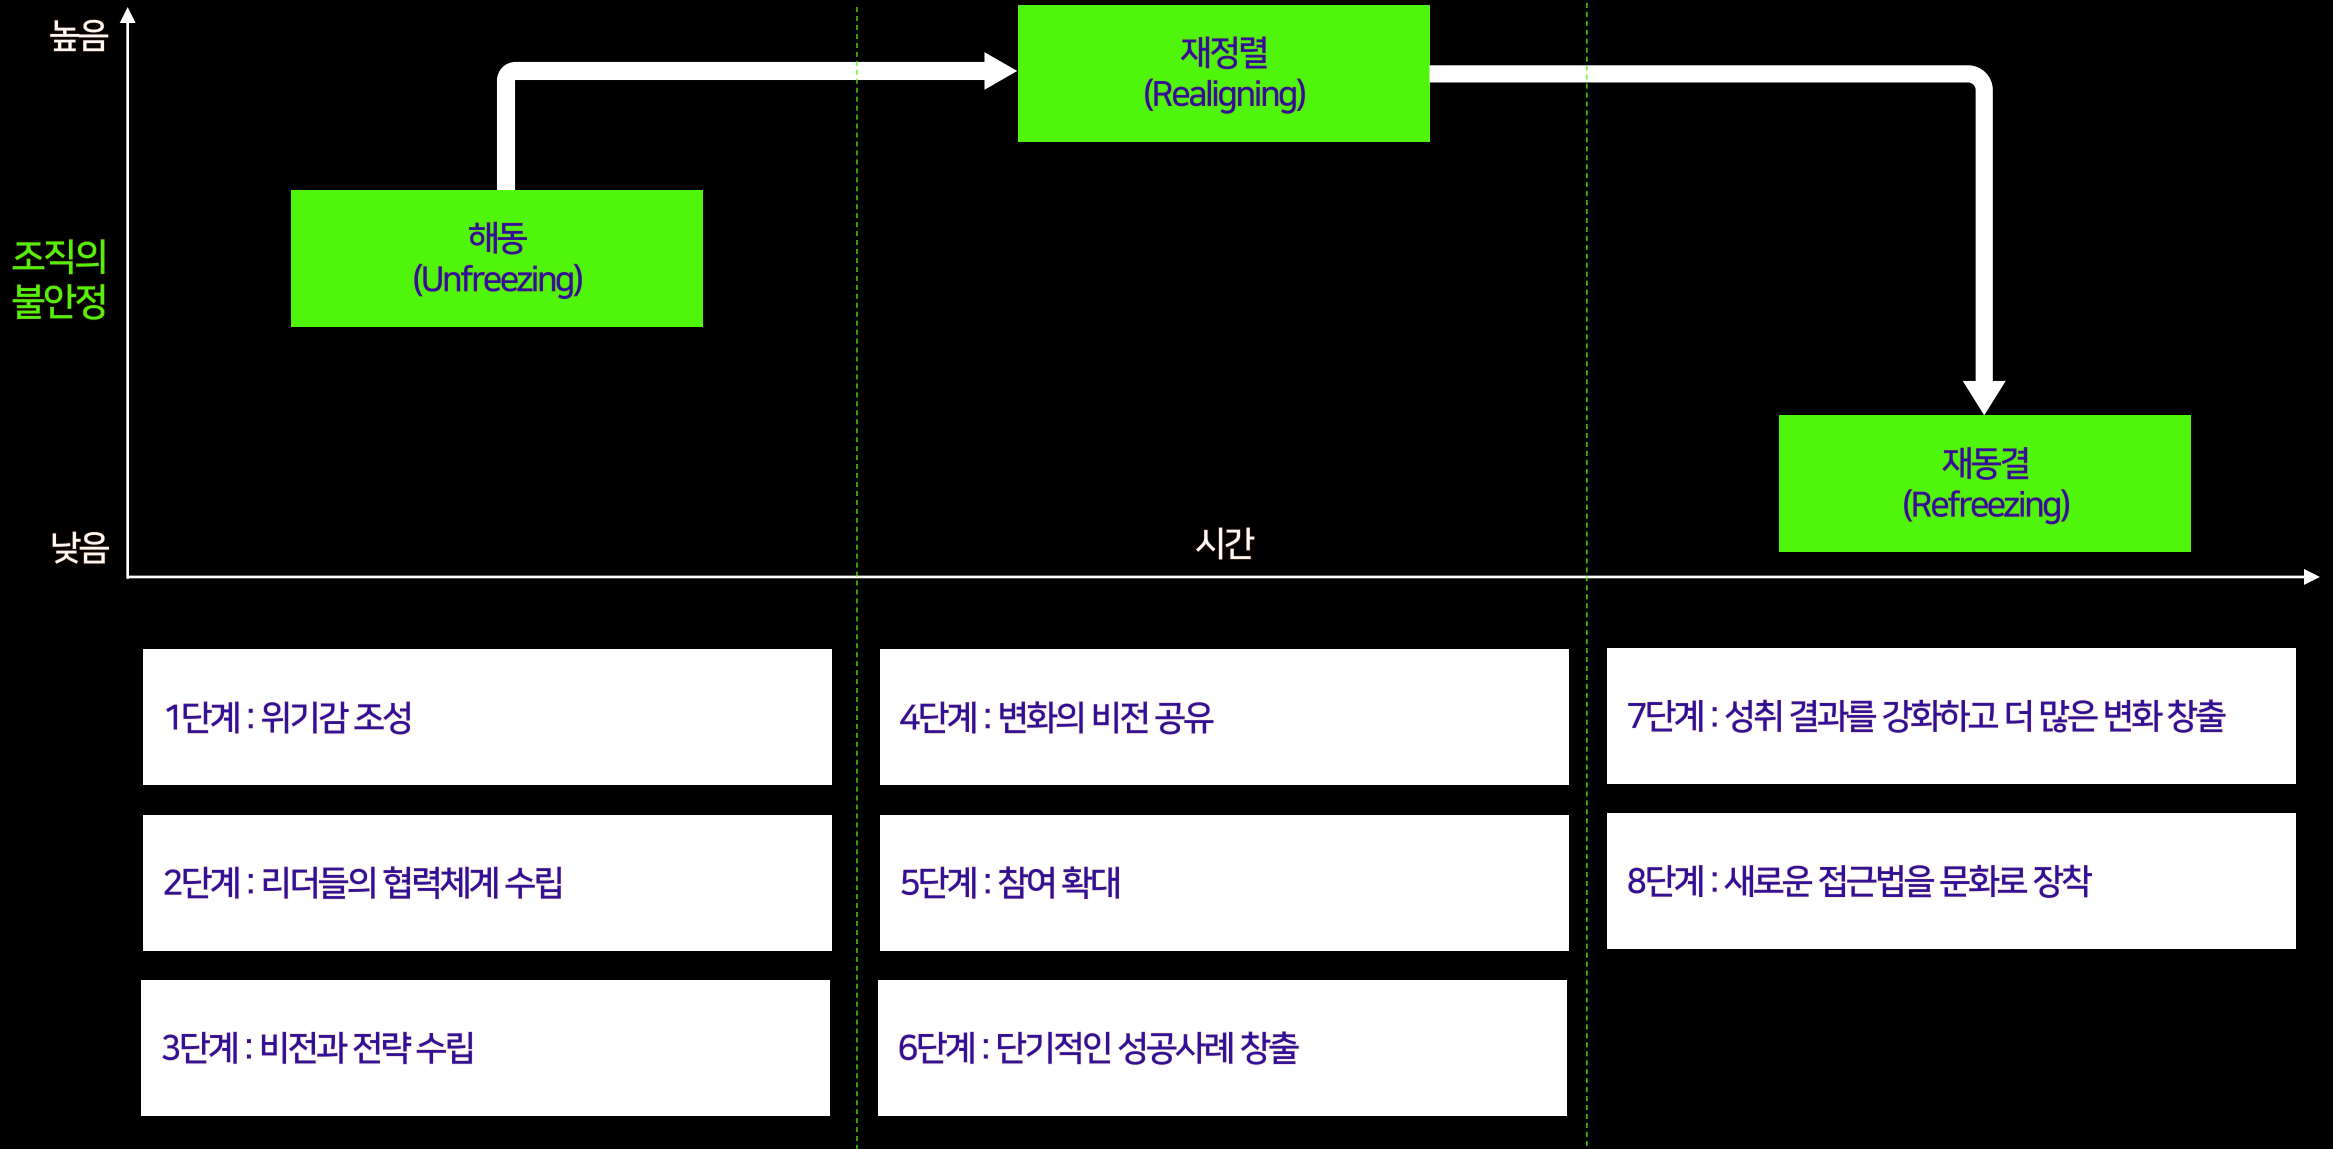 높음
재정렬
(Realigning)
해동
(Unfreezing)
조직의
불안정
재동결
(Refreezing)
낮음
시간
1단계 : 위기감 조성
4단계 : 변화의 비전 공유
7단계 : 성취 결과를 강화하고 더 많은 변화 창출
2단계 : 리더들의 협력체계 수립
5단계 : 참여 확대
8단계 : 새로운 접근법을 문화로 장착
3단계 : 비전과 전략 수립
6단계 : 단기적인 성공사례 창출